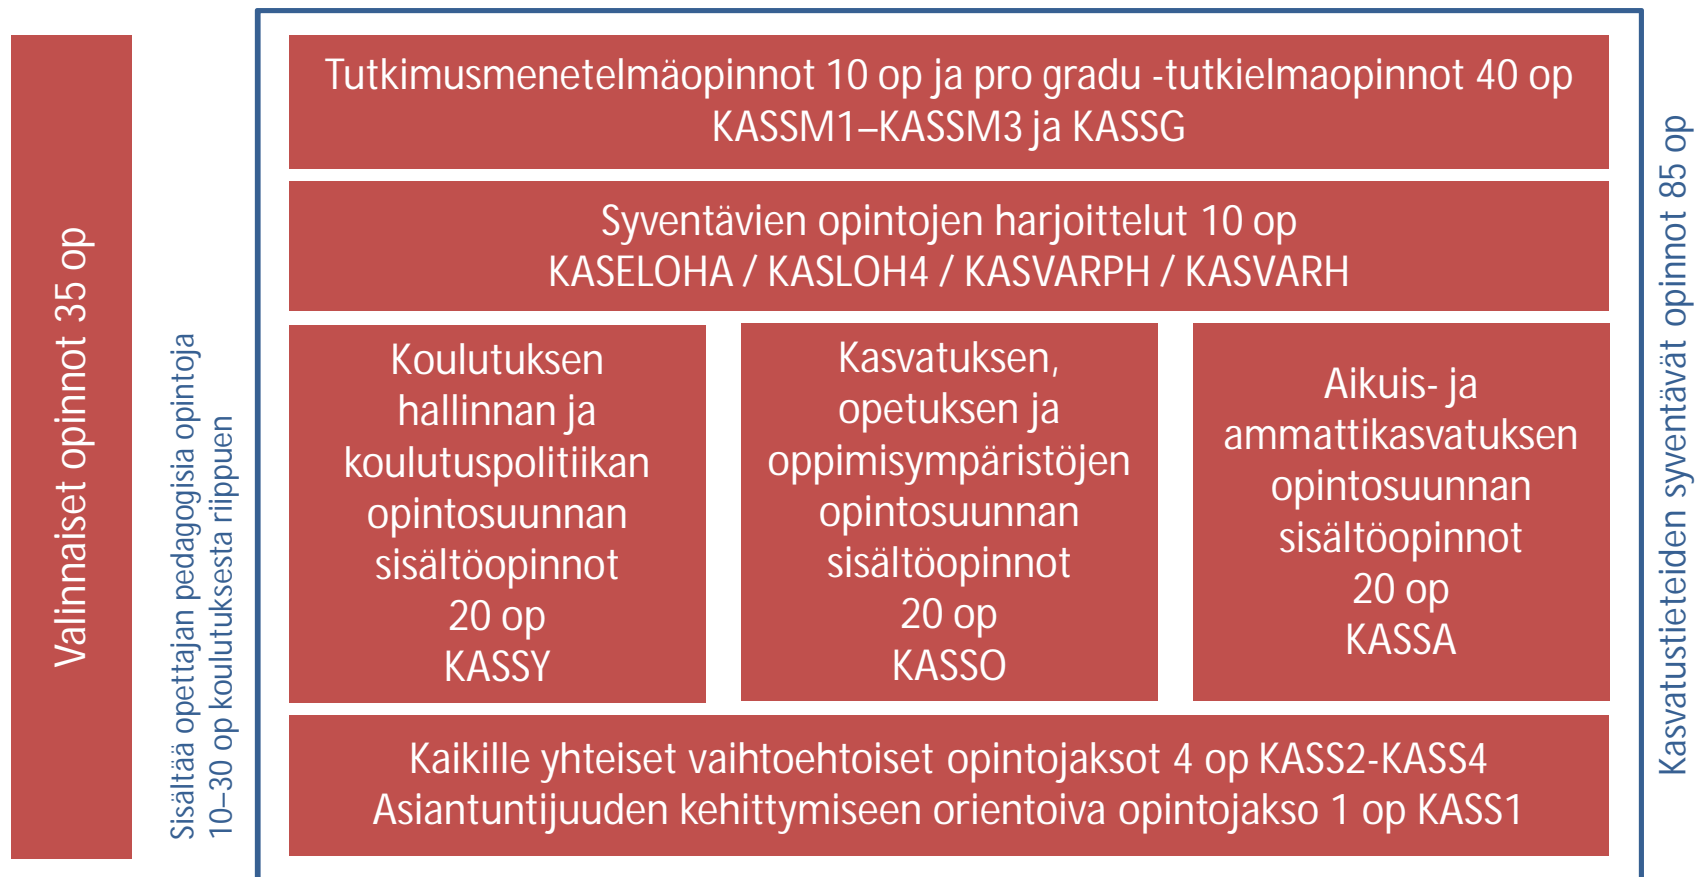 Valinnaiset opinnot 35 op
Sisältää opettajan pedagogisia opintoja
10–30 op koulutuksesta riippuen
Tutkimusmenetelmäopinnot 10 op ja pro gradu -tutkielmaopinnot 40 op
KASSM1–KASSM3 ja KASSG
Syventävien opintojen harjoittelut 10 op
KASELOHA / KASLOH4 / KASVARPH / KASVARH
Koulutuksen
hallinnan ja
koulutuspolitiikan
opintosuunnan
sisältöopinnot
20 op
KASSY
Kasvatuksen,
opetuksen ja
oppimisympäristöjen
opintosuunnan
sisältöopinnot
20 op
KASSO
Aikuis- ja
ammattikasvatuksen
opintosuunnan
sisältöopinnot
20 op
KASSA
Kaikille yhteiset vaihtoehtoiset opintojaksot 4 op KASS2-KASS4
Asiantuntijuuden kehittymiseen orientoiva opintojakso 1 op KASS1
Kasvatustieteiden syventävät opinnot 85 op